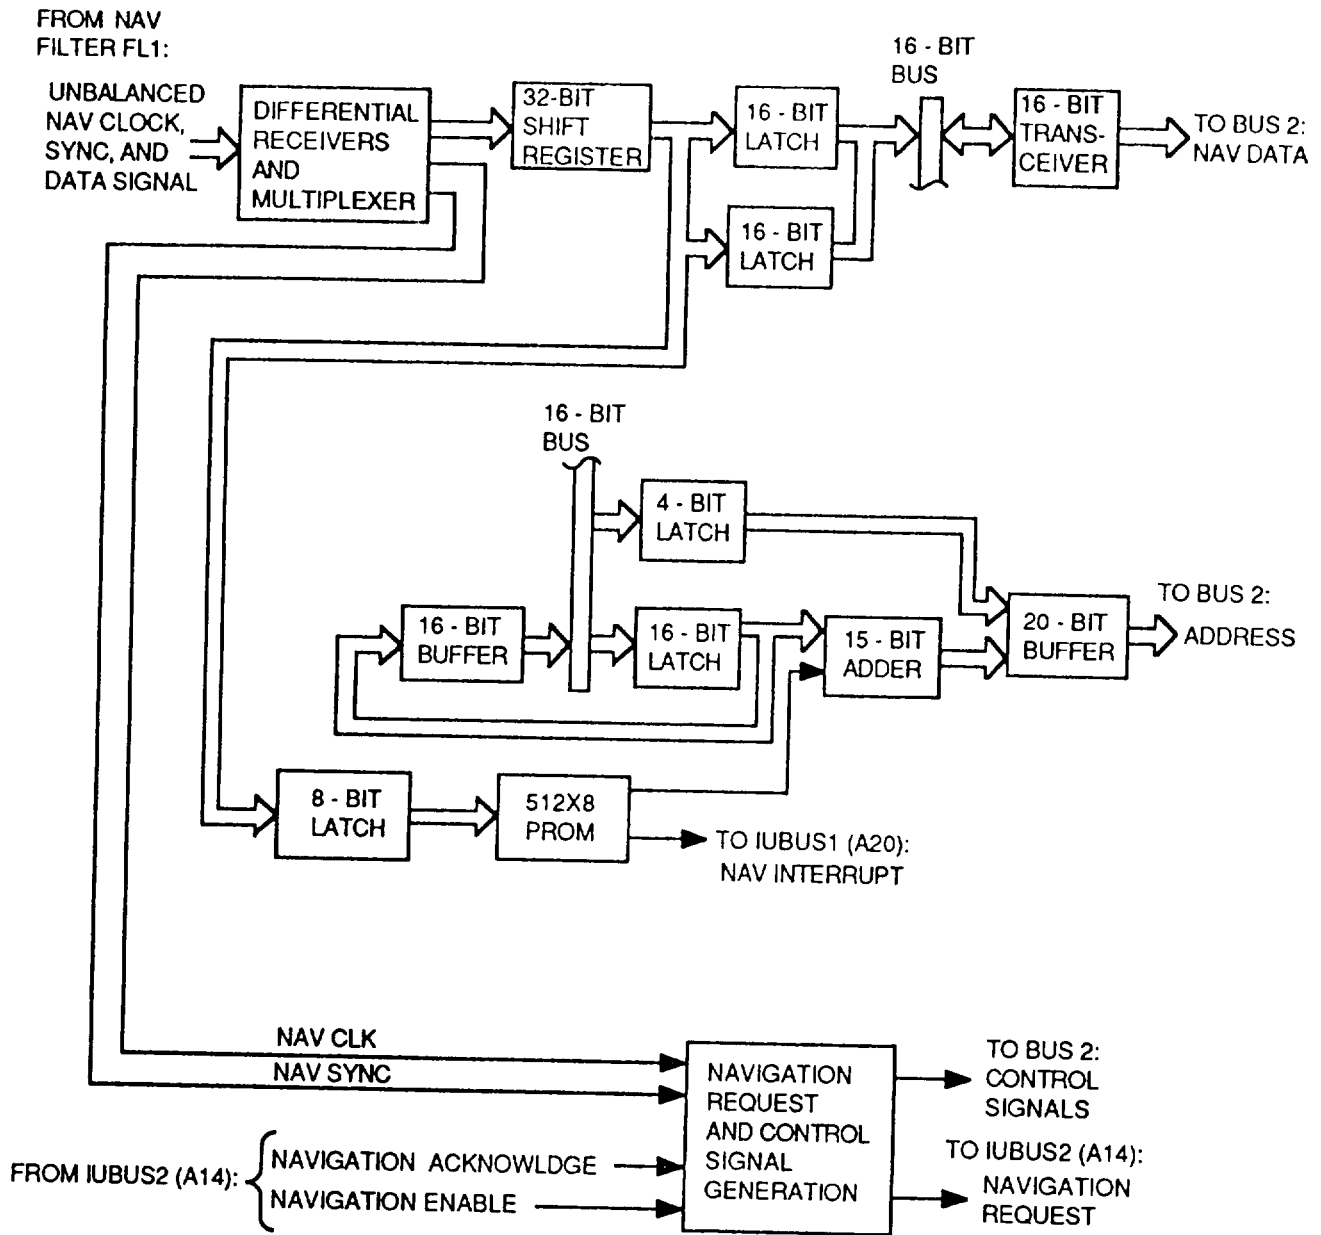 FROM NAV
FILTER FL1:
UNBALANCED
NAV CLOCK,
SYNC, AND
DATA SIGNAL
DIFFERENTIAL
RECEIVERS
AND
MULTIPLEXER
32-BIT
SHIFT
REGISTER
16 - BIT
LATCH
16 - BIT
LATCH
16 - BIT
BUS
16 - BIT
TRANS-
CEIVER
TO BUS 2:
NAV DATA
16 - BIT
BUS
4 - BIT
LATCH
16 - BIT
BUFFER
16 - BIT
LATCH
15 - BIT
ADDER
20 - BIT
BUFFER
TO BUS 2:
ADDRESS
8 - BIT
LATCH
512X8
PROM
TO IUBUS1 (A20):
NAV INTERRUPT
NAV CLK
NAV SYNC
FROM IUBUS2 (A14):
NAVIGATION ACKNOWLDGE
NAVIGATION ENABLE
NAVIGATION
REQUEST
AND CONTROL
SIGNAL
GENERATION
TO BUS 2:
CONTROL
SIGNALS
TO IUBUS2 (A14):
NAVIGATION
REQUEST